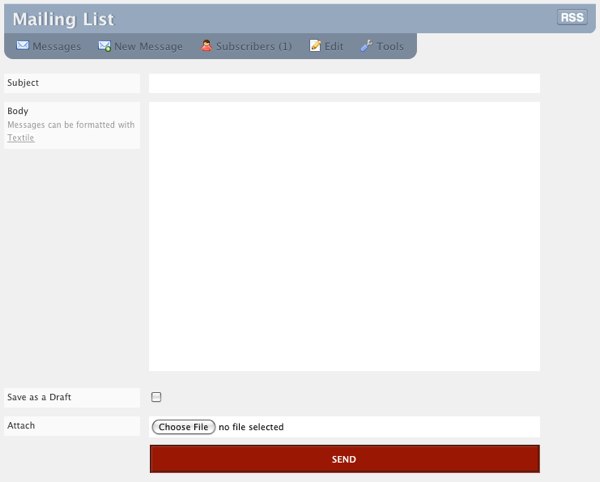 Mailing List
RSS
Messages
New Message
Subscribers (1)
Edit
Tools
Subject
Body
Messages can be formatted with
Textile
Save as a Draft
Attach
Choose File no file selected
SEND